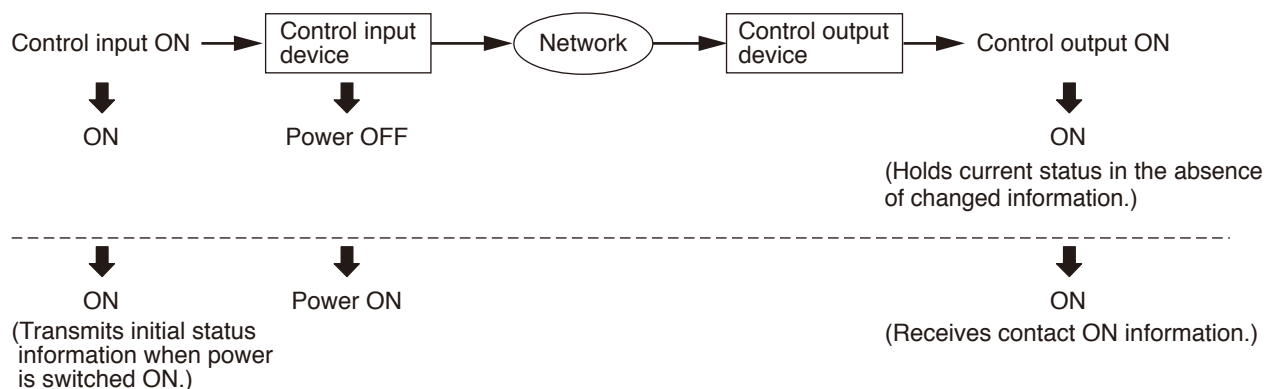 Control input ON
Control input
device
Network
Control output
device
Control output ON
ON
Power OFF
ON
(Holds current status in the absence
of changed information.)
ON
Power ON
ON
(Transmits initial status
information when power
is switched ON.)
(Receives contact ON information.)